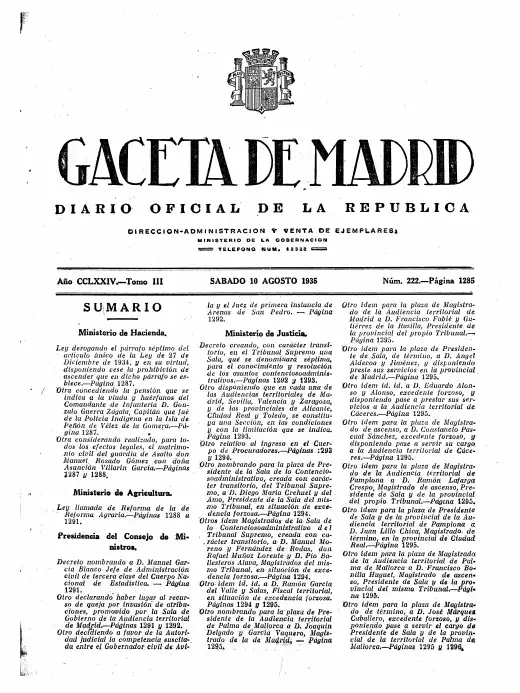 GACETA DE MADRID
DIARIO OFICIAL DE LA REPUBLICA
DIRECCION-ADMINISTRACION Y VENTA DE EJEMPLARES,
MINISTERIO DE LA GOBERNACION
TELEFONO NUM, 12322
Año CCLXXIV.—Tomo III
SABADO 10 AGOSTO 1935
Núm. 222.—Página 1285
SUMARIO
Ministerio de Hacienda.
Ley derogando el párrafo séptimo del
artículo único de la Ley de 27 de
Diciembre de 1934, y en su virtud,
disponiendo cese la prohibición de
ascender que en dicho párrafo se es-
tablece.—Página 1287.
Otra concediendo la pensión que se
indica a la viuda y huérfanos del
Comandante de Infantería D. Gon-
zalo Guerra Zagala, Capitán que fué
de la Policía Indígena en la Isla de
Peñón de Vélez de la Gomera.—Pá-
gina 1287.
Otra considerando realizado, para to-
dos los efectos legales, el matrimo-
nio civil del guardia de Asalto don
Manuel Rosado Gómez con doña
Asunción Villarín García.—Páginas
1287 y 1288.
Ministerio de Agricultura.
Ley llamada de Reforma de la de
Reforma Agraria.—Páginas 1288 a
1291.
Presidencia del Consejo de Mi-
nistros.
Decreto nombrando a D. Manuel Gar-
cía Blanco Jefe de Administración
civil de tercera clase del Cuerpo Na-
cional de Estadística. — Página
1291.
Otro declarando haber lugar al recur-
so de queja por invasión de atribu-
ciones, promovido por la Sala de
Gobierno de la Audiencia territorial
de Madrid.—Páginas 1291 y 1292.
Otro decidiendo a favor de la Autori-
dad judicial la competencia susci-
tada entre el Gobernador civil de Avi-
la y el Juez de primera instancia de
Arenas de San Pedro. — Página
1292.
Ministerio de Justicia.
Decreto creando, con carácter transi-
torio, en el Tribunal Supremo una
Sala, que se denominará séptima,
para el conocimiento y resolución
de los asuntos contenciosoadminis-
trativos.—Páginas 1292 y 1293.
Otro disponiendo que en cada una de
las Audiencias territoriales de Ma-
drid, Sevilla, Valencia y Zaragoza,
y de las provinciales de Alicante,
Ciudad Real y Toledo, se constitu-
ya una Sección, en las condiciones
y con la limitación que se indica.
Página 1293.
Otro relativo al ingreso en el Cuer-
po de Procuradores.—Páginas 1293
y 1294.
Otro nombrando para la plaza de Pre-
sidente de la Sala de lo Contencio-
soadministrativo, creada con carác-
ter transitorio, del Tribunal Supre-
mo, a D. Diego María Crehuet y del
Amo, Presidente de la Sala del mis-
mo Tribunal, en situación de exce-
dencia forzosa.—Página 1294.
Otros idem Magistrados de la Sala de
lo Contenciosoadministrativo del
Tribunal Supremo, creada con ca-
rácter transitorio, a D. Manuel Mo-
reno y Fernández de Rodas, don
Rafael Muñoz Lorente y D. Pío Ba-
llesteros Alava, Magistrados del mis-
mo Tribunal, en situación de exce-
dencia forzosa.—Página 1294.
Otro idem id. id. a D. Ramón García
del Valle y Salas, Fiscal territorial,
en situación de excedencia forzosa.
Páginas 1294 y 1295.
Otro nombrando para la plaza de Pre-
sidente de la Audiencia territorial
de Palma de Mallorca a D. Joaquín
Delgado y García Vaquero, Magis-
trado de la de Madrid, — Página
1295.
Otro idem para la plaza de Magistra-
do de la Audiencia territorial de
Madrid a D. Francisco Fabié y Gu-
tiérrez de la Rasilla, Presidente de
la provincial del propio Tribunal.—
Página 1295.
Otro idem para la plaza de Presiden-
te de Sala, de término, a D. Angel
Aldecoa y Jiménez, y disponiendo
preste sus servicios en la provincial
de Madrid.—Página 1295.
Otro idem id. id. a D. Eduardo Alon-
so y Alonso, excedente forzoso, y
disponiendo pase a prestar sus ser-
vicios a la Audiencia territorial de
Cáceres.—Página 1295.
Otro idem para la plaza de Magistra-
do de ascenso, a D. Constancio Pas-
cual Sánchez, excedente forzoso, y
disponiendo pase a servir su cargo
a la Audiencia territorial de Cáce-
res.—Página 1295.
Otro idem para la plaza de Magistra-
do de la Audiencia territorial de
Pamplona a D. Ramón Lafarga
Crespo, Magistrado de ascenso, Pre-
sidente de Sala y de la provincial
del propio Tribunal.—Página 1295.
Otro idem para la plaza de Presidente
de Sala y de la provincial de la Au-
diencia territorial de Pamplona a
D. Juan Lillo Chica, Magistrado de
término, en la provincial de Ciudad
Real.—Página 1295.
Otro idem para la plaza de Magistrado
de la Audiencia territorial de Pal-
ma de Mallorca a D. Francisco Bo-
nilla Huguet, Magistrado de ascen-
so, Presidente de Sala y de la pro-
vincial del mismo Tribunal.—Pági-
na 1295.
Otro idem para la plaza de Magistra-
do de término, a D. José Márquez
Caballero, excedente forzoso, y dis-
poniendo pase a servir el cargo de
Presidente de Sala y de la provin-
cial de la territorial de Palma de
Mallorca.—Páginas 1295 y 1296.